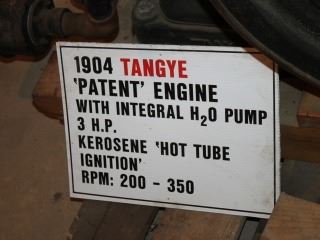 1904 TANGYE
'PATENT' ENGINE
WITH INTEGRAL H₂O PUMP
3 H.P.
KEROSENE 'HOT TUBE
IGNITION'
RPM: 200 - 350